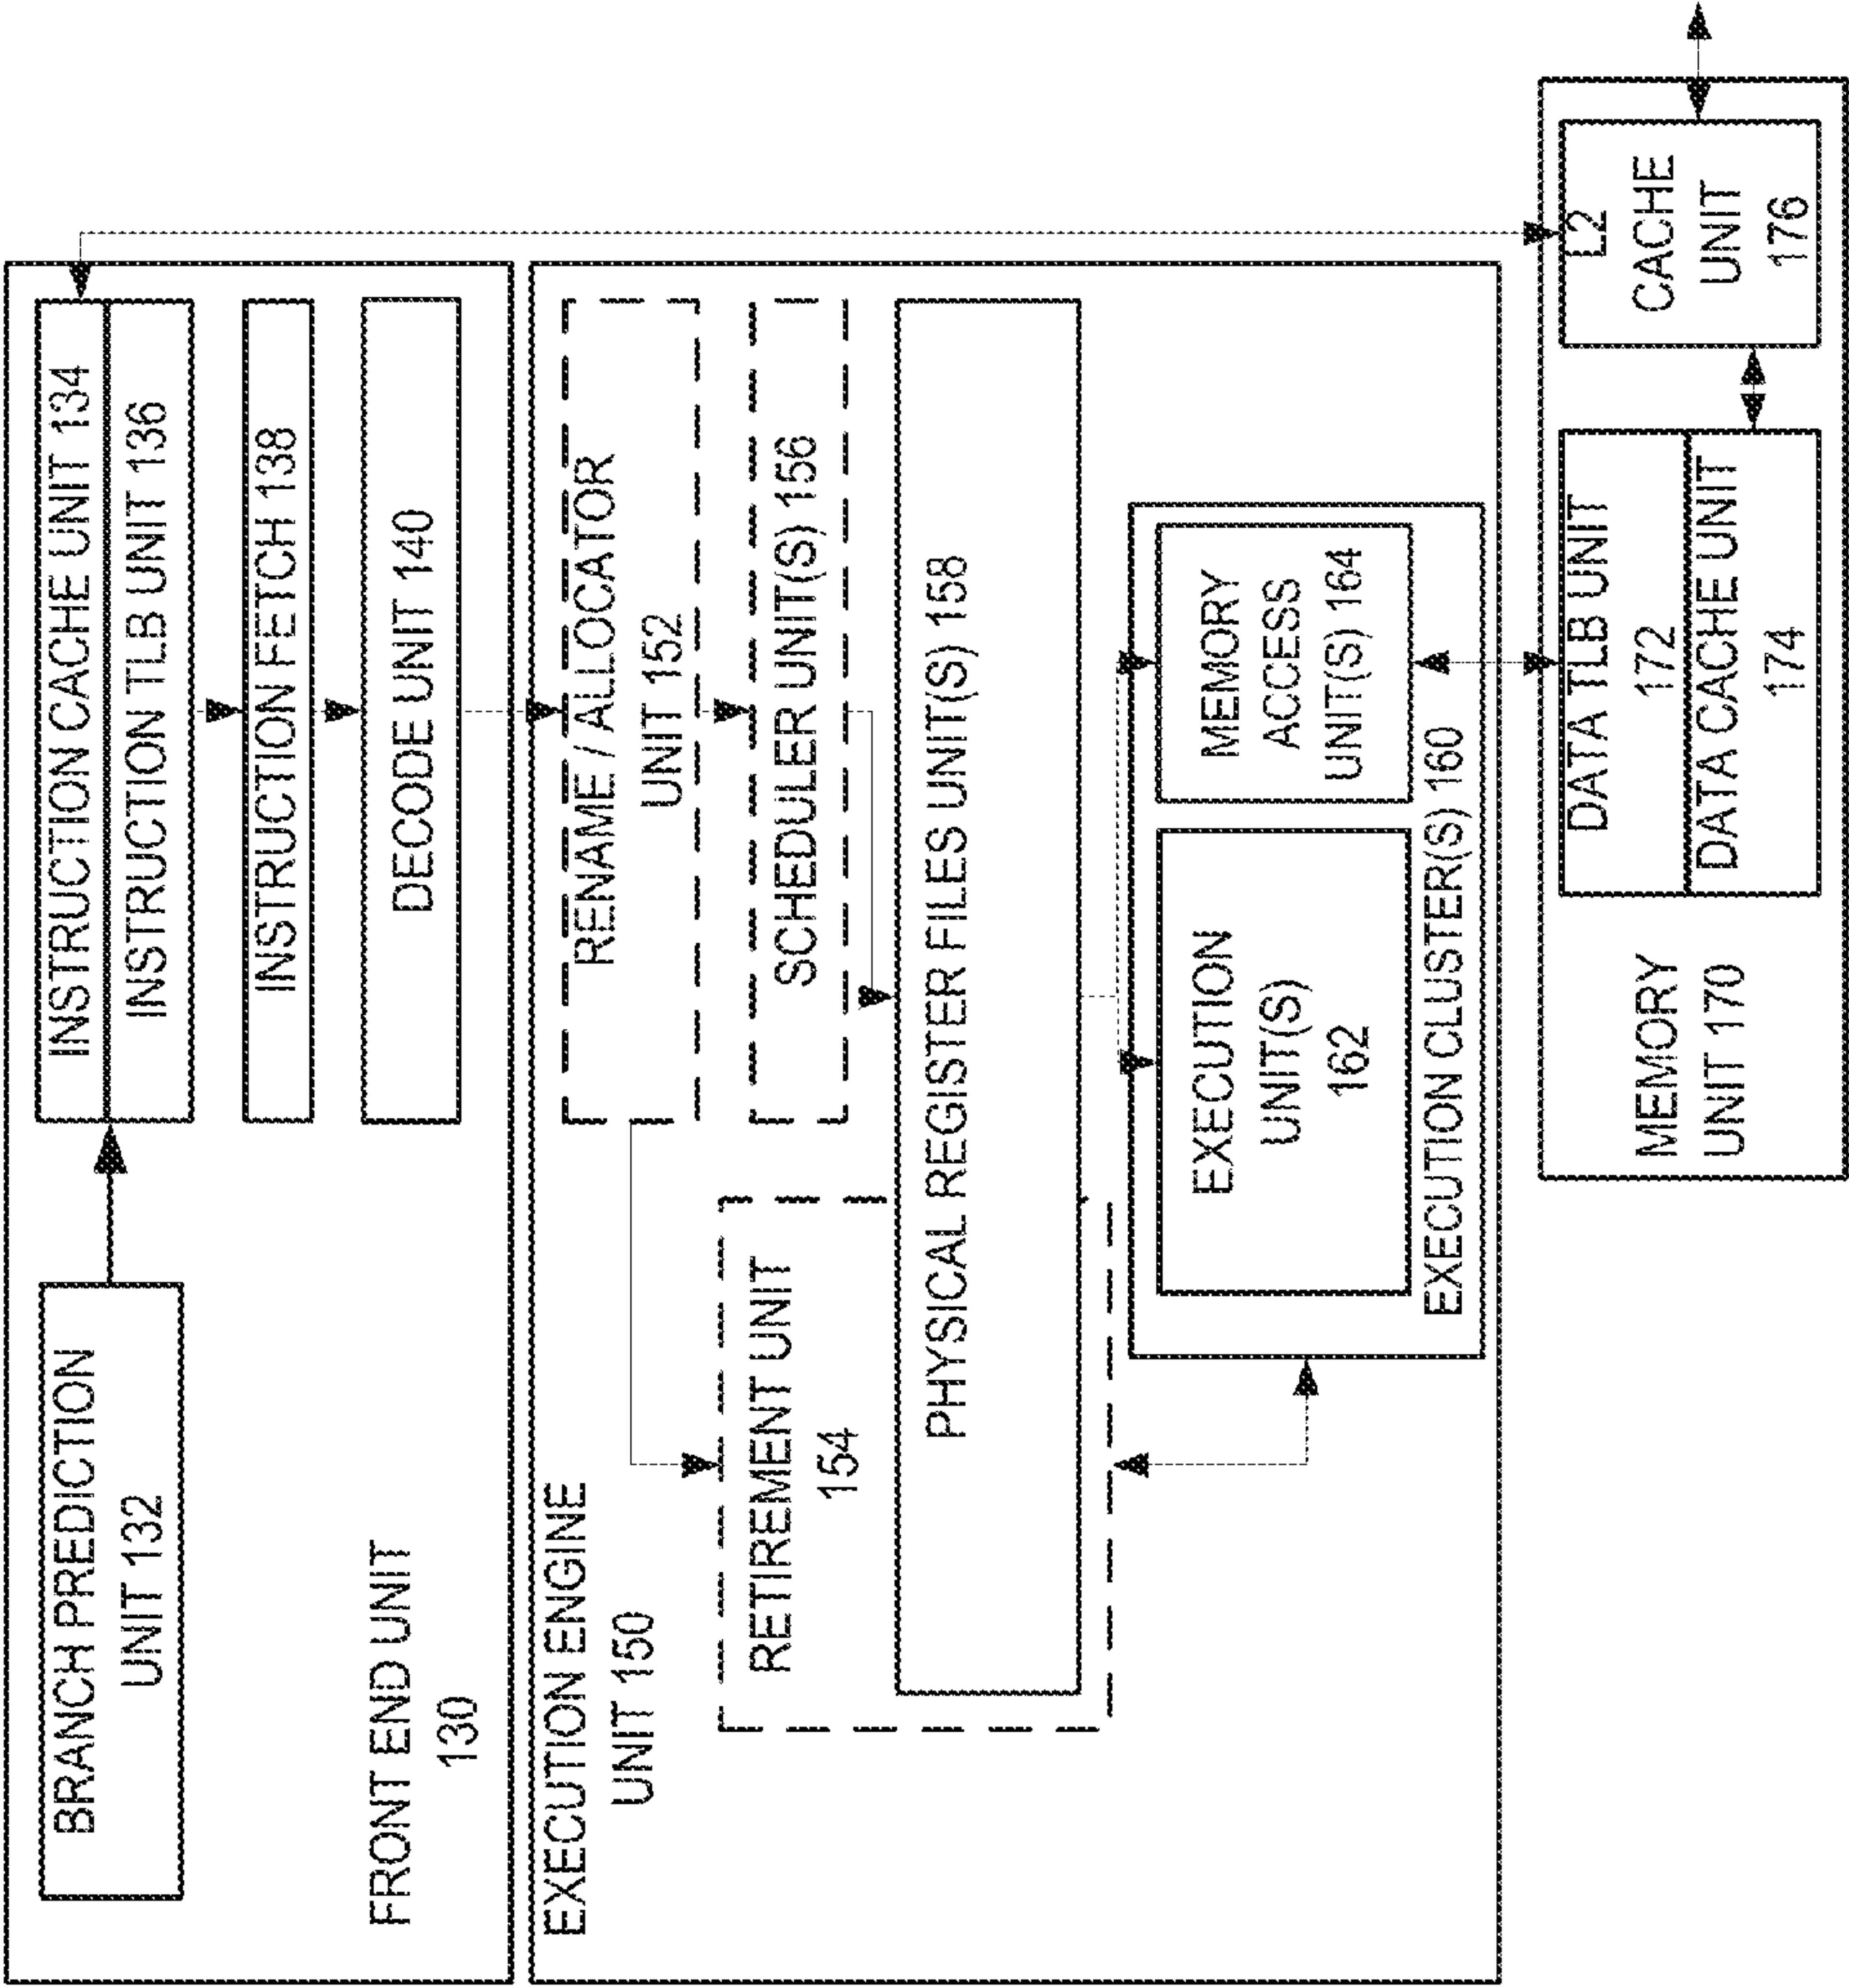 BRANCH PREDICTION
UNIT 132
INSTRUCTION CACHE UNIT 134
INSTRUCTION TLB UNIT 136
INSTRUCTION FETCH 138
DECODE UNIT 140
FRONT END UNIT
130
EXECUTION ENGINE
UNIT 150
RENAME / ALLOCATOR
UNIT 152
RETIREMENT UNIT
154
SCHEDULER UNIT(S) 156
PHYSICAL REGISTER FILES UNIT(S) 158
EXECUTION
UNIT(S)
162
MEMORY
ACCESS
UNIT(S) 164
EXECUTION CLUSTER(S) 160
MEMORY
UNIT 170
DATA TLB UNIT
172
DATA CACHE UNIT
174
L2
CACHE
UNIT
176